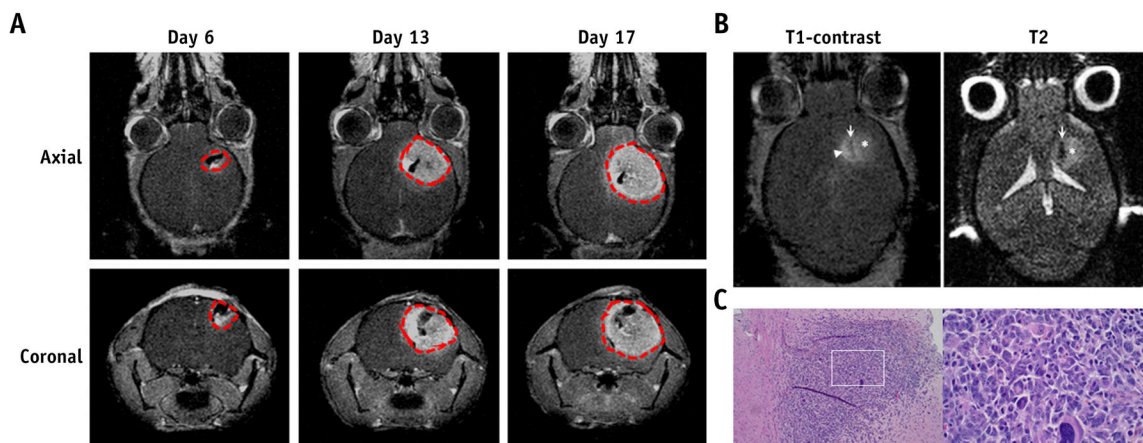 A
Day 6
Day 13
Day 17
Axial
Coronal
B
T1-contrast
T2
*
*
C